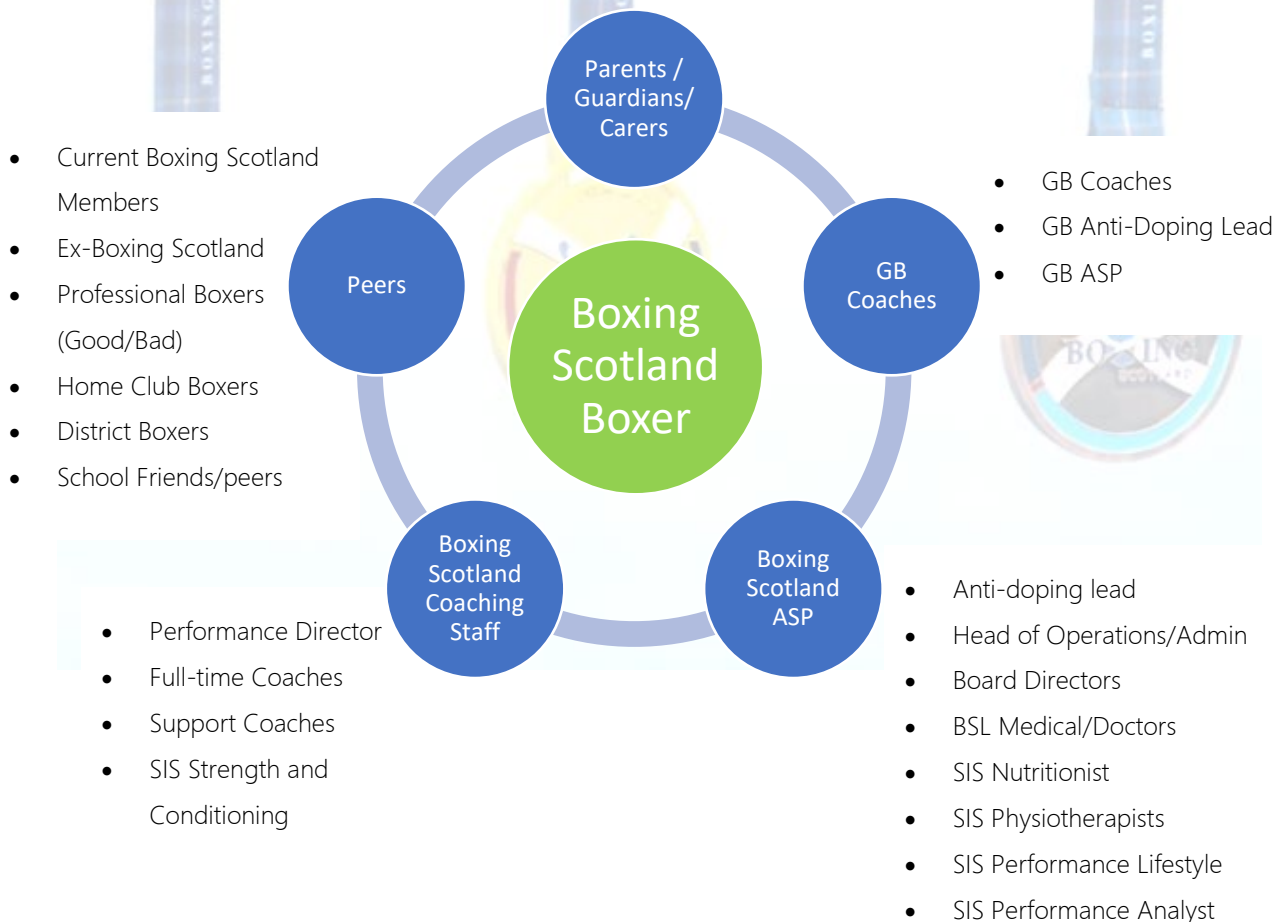 BOXING
BOXING
Parents /
Guardians/
Carers
• Current Boxing Scotland
Members
• Ex-Boxing Scotland
• Professional Boxers
(Good/Bad)
• Home Club Boxers
• District Boxers
• School Friends/peers
Peers
GB
Coaches
• GB Coaches
• GB Anti-Doping Lead
• GB ASP
Boxing
Scotland
Boxer
BOXING
SCOTLAND
Boxing
Scotland
Coaching
Staff
Boxing
Scotland
ASP
• Performance Director
• Full-time Coaches
• Support Coaches
• SIS Strength and
Conditioning
• Anti-doping lead
• Head of Operations/Admin
• Board Directors
• BSL Medical/Doctors
• SIS Nutritionist
• SIS Physiotherapists
• SIS Performance Lifestyle
• SIS Performance Analyst